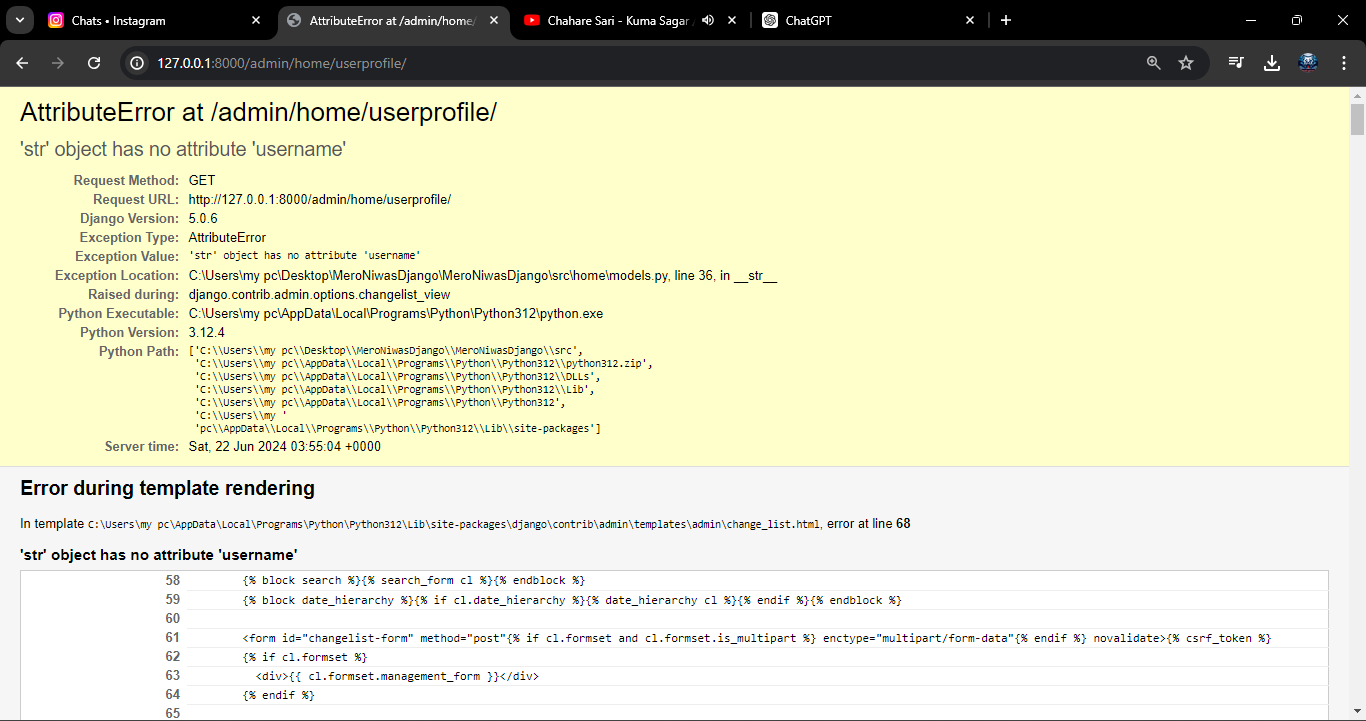 Chats • Instagram
AttributeError at /admin/home/
Chahare Sari - Kuma Sagar
ChatGPT
127.0.0.1:8000/admin/home/userprofile/
AttributeError at /admin/home/userprofile/
'str' object has no attribute 'username'
Request Method: GET
Request URL: http://127.0.0.1:8000/admin/home/userprofile/
Django Version: 5.0.6
Exception Type: AttributeError
Exception Value: 'str' object has no attribute 'username'
Exception Location: C:\Users\my pc\Desktop\MeroNiwasDjango\MeroNiwasDjango\src\home\models.py, line 36, in __str__
Raised during: django.contrib.admin.options.changelist_view
Python Executable: C:\Users\my pc\AppData\Local\Programs\Python\Python312\python.exe
Python Version: 3.12.4
Python Path: ['C:\\Users\\my pc\\Desktop\\MeroNiwasDjango\\MeroNiwasDjango\\src',
'C:\\Users\\my pc\\AppData\\Local\\Programs\\Python\\Python312\\python312.zip',
'C:\\Users\\my pc\\AppData\\Local\\Programs\\Python\\Python312\\DLLs',
'C:\\Users\\my pc\\AppData\\Local\\Programs\\Python\\Python312\\Lib',
'C:\\Users\\my pc\\AppData\\Local\\Programs\\Python\\Python312',
'C:\\Users\\my '
'pc\\AppData\\Local\\Programs\\Python\\Python312\\Lib\\site-packages']
Server time: Sat, 22 Jun 2024 03:55:04 +0000
Error during template rendering
In template C:\Users\my pc\AppData\Local\Programs\Python\Python312\Lib\site-packages\django\contrib\admin\templates\admin\change_list.html, error at line 68
'str' object has no attribute 'username'
58 {% block search %}{% search_form cl %}{% endblock %}
59 {% block date_hierarchy %}{% if cl.date_hierarchy %}{% date_hierarchy cl %}{% endif %}{% endblock %}
60
61 <form id="changelist-form" method="post"{% if cl.formset and cl.formset.is_multipart %} enctype="multipart/form-data"{% endif %} novalidate>{% csrf_token %}
62 {% if cl.formset %}
63 <div>{{ cl.formset.management_form }}</div>
64 {% endif %}
65